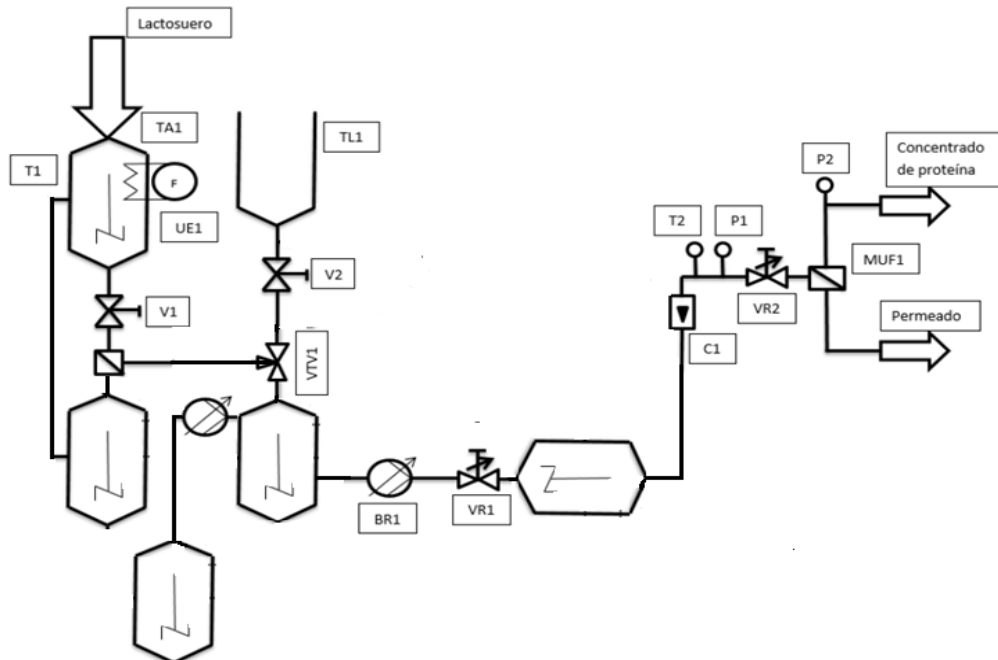 Lactosuero
TA1
TL1
T1
F
UE1
V1
V2
VTV1
BR1
VR1
T2
P1
P2
Concentrado
de proteína
MUF1
VR2
Permeado
C1